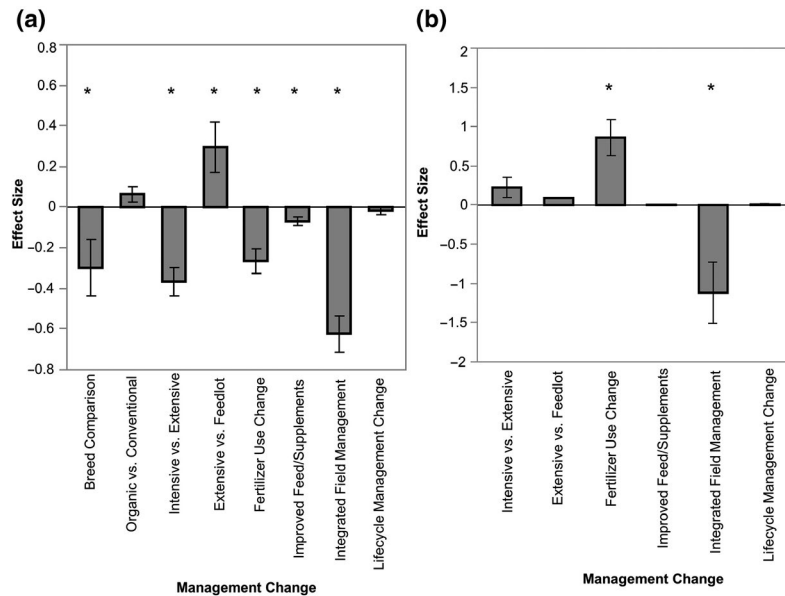 (a)
0.8
0.6
0.4
0.2
0
–0.2
–0.4
–0.6
–0.8
Effect Size
* * * * * *
Breed Comparison
Organic vs. Conventional
Intensive vs. Extensive
Extensive vs. Feedlot
Fertilizer Use Change
Improved Feed/Supplements
Integrated Field Management
Lifecycle Management Change
Management Change
(b)
2
1.5
1
0.5
0
–0.5
–1
–1.5
–2
Effect Size
* *
Intensive vs. Extensive
Extensive vs. Feedlot
Fertilizer Use Change
Improved Feed/Supplements
Integrated Field Management
Lifecycle Management Change
Management Change